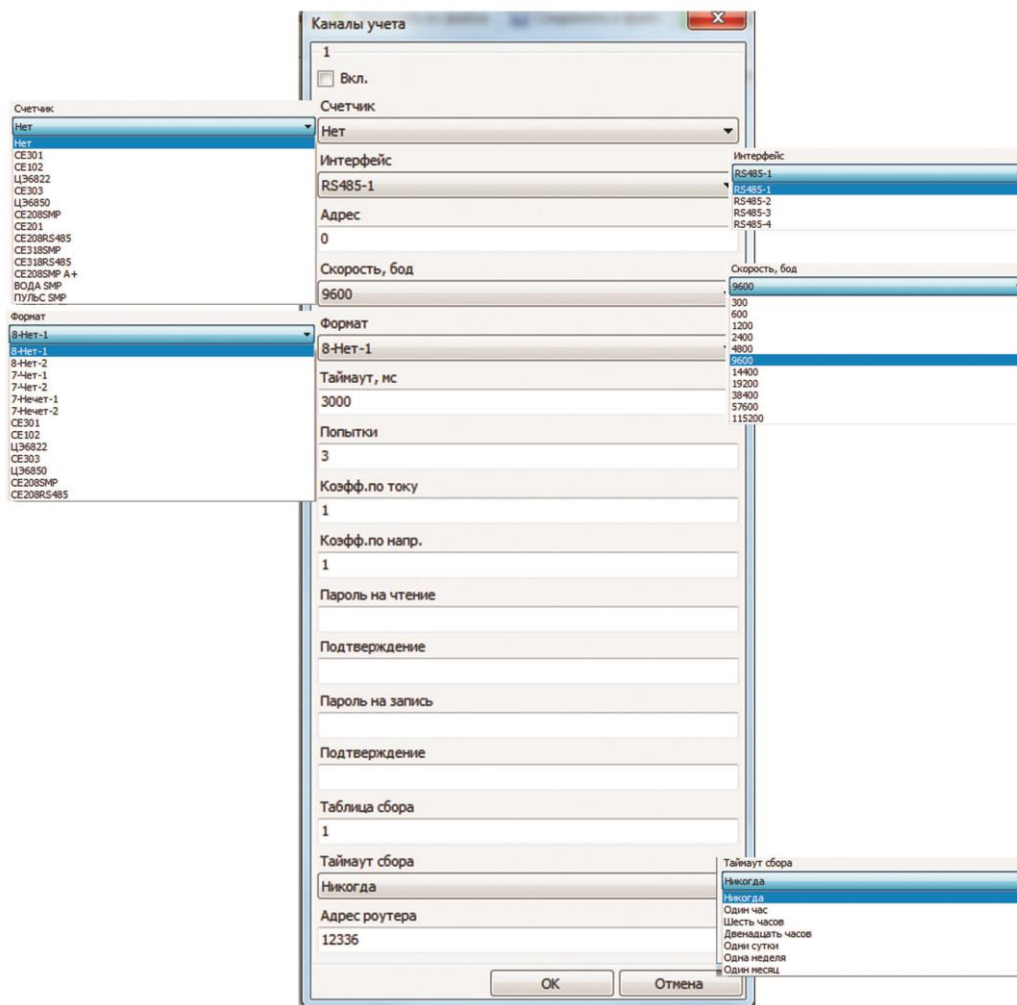 Каналы учета
1
Вкл.
Счетчик
Нет
Интерфейс
RS485-1
Адрес
0
Скорость, бод
9600
Формат
8-Нет-1
Таймаут, мс
3000
Попытки
3
Коэфф.по току
1
Коэфф.по напр.
1
Пароль на чтение
Подтверждение
Пароль на запись
Подтверждение
Таблица сбора
1
Таймаут сбора
Никогда
Адрес роутера
12336
OK
Отмена
Счетчик
Нет
Нет
CE301
CE102
ЦЭ6822
CE303
ЦЭ6850
CE208SMP
CE201
CE208RS485
CE318SMP
CE318RS485
CE208SMP A+
ВОДА SMP
ПУЛЬС SMP
Формат
8-Нет-1
8-Нет-1
8-Нет-2
7-Чет-1
7-Чет-2
7-Нечет-1
7-Нечет-2
CE301
CE102
ЦЭ6822
CE303
ЦЭ6850
CE208SMP
CE208RS485
Интерфейс
RS485-1
RS485-1
RS485-2
RS485-3
RS485-4
Скорость, бод
9600
300
600
1200
2400
4800
9600
14400
19200
38400
57600
115200
Таймаут сбора
Никогда
Никогда
Один час
Шесть часов
Двенадцать часов
Одни сутки
Одна неделя
Один месяц